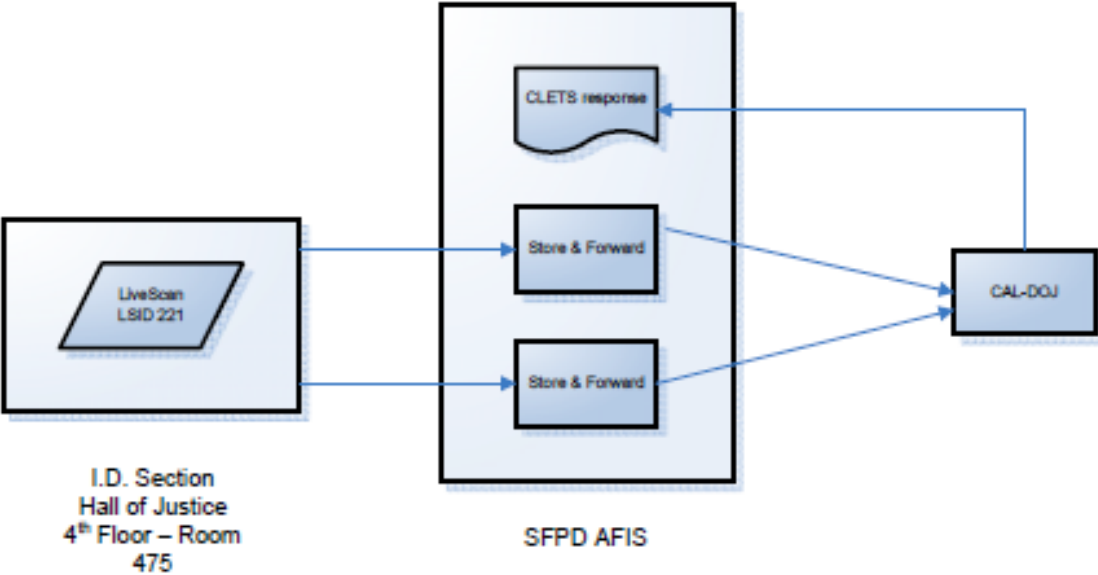 CLETS response
Store & Forward
LiveScan
LSID 221
CAL-DOJ
Store & Forward
I.D. Section
Hall of Justice
4th Floor – Room
475
SFPD AFIS